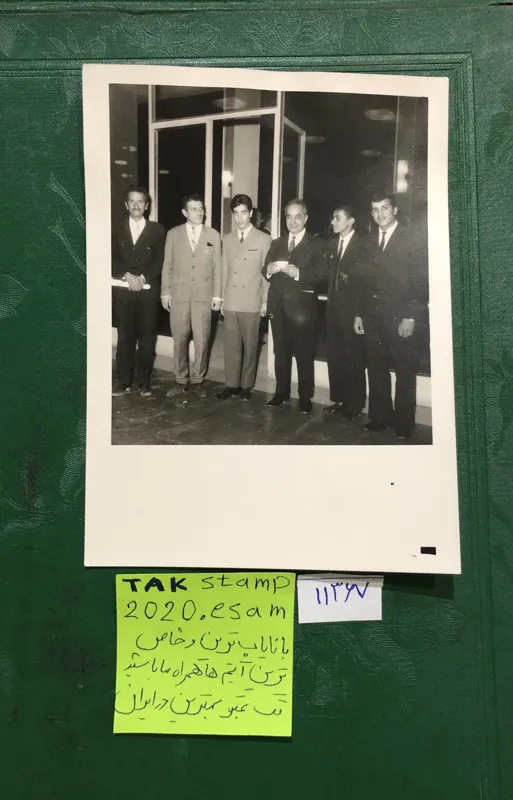 TAK stamp
2020.esam
با نایاب ترین و خاص
ترین آیتم ها همراه ما باشید
تک تمبر بهترین در ایران
۱۱۳۶۷